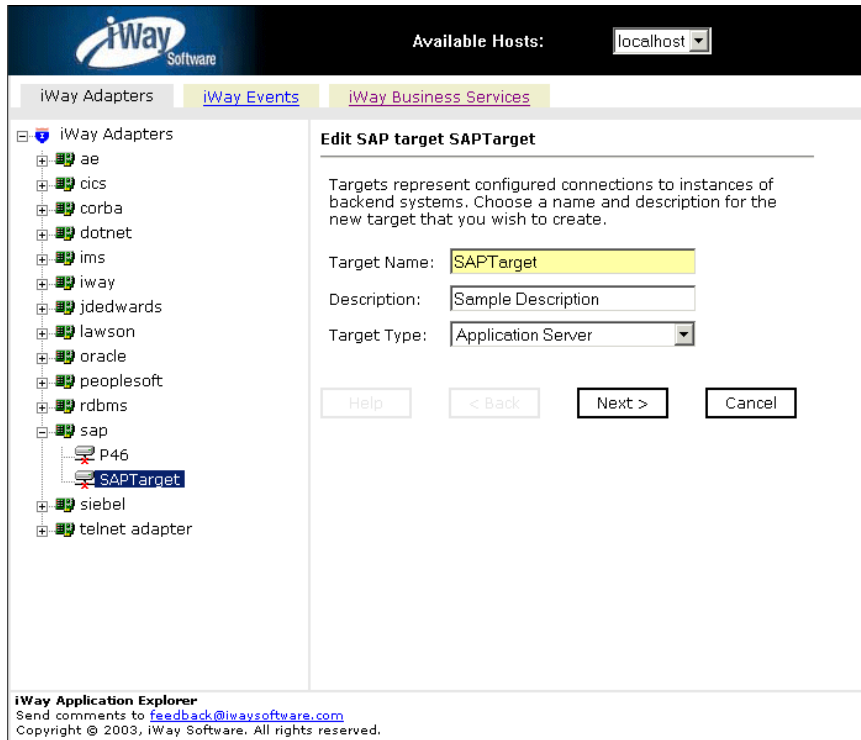 iWay
Software
Available Hosts:
localhost
iWay Adapters
iWay Events
iWay Business Services
iWay Adapters
ae
cics
corba
dotnet
ims
iway
jdedwards
lawson
oracle
peoplesoft
rdbms
sap
P46
SAPTarget
siebel
telnet adapter
Edit SAP target SAPTarget
Targets represent configured connections to instances of
backend systems. Choose a name and description for the
new target that you wish to create.
Target Name: SAPTarget
Description: Sample Description
Target Type: Application Server
Help < Back Next > Cancel
iWay Application Explorer
Send comments to feedback@iwaysoftware.com
Copyright © 2003, iWay Software. All rights reserved.